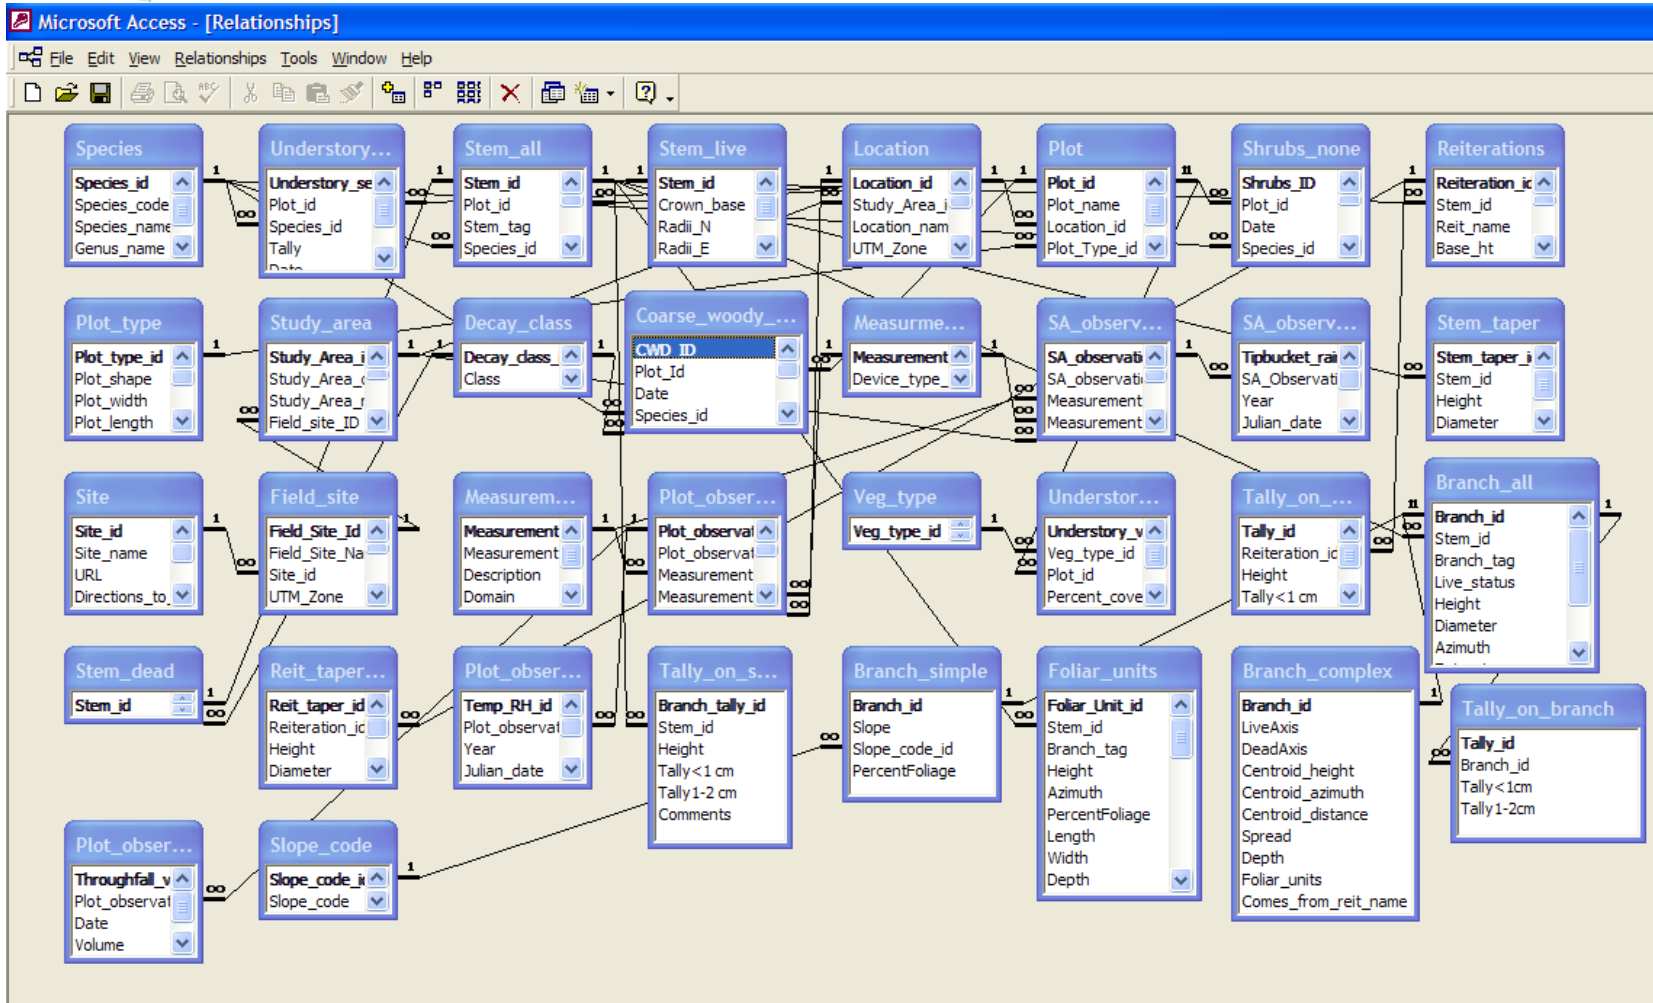 Microsoft Access - [Relationships]
File Edit View Relationships Tools Window Help
Species
Species_id
Species_code
Species_name
Genus_name
Understory...
Understory_se
Plot_id
Species_id
Tally
Date
Stem_all
Stem_id
Plot_id
Stem_tag
Species_id
Stem_live
Stem_id
Crown_base
Radii_N
Radii_E
Location
Location_id
Study_Area_i
Location_nam
UTM_Zone
Plot
Plot_id
Plot_name
Location_id
Plot_Type_id
Shrubs_none
Shrubs_ID
Plot_id
Date
Species_id
Reiterations
Reiteration_id
Stem_id
Reit_name
Base_ht
Plot_type
Plot_type_id
Plot_shape
Plot_width
Plot_length
Study_area
Study_Area_i
Study_Area_c
Study_Area_r
Field_site_ID
Decay_class
Decay_class_
Class
Coarse_woody_...
CWD_ID
Plot_Id
Date
Species_id
Measurme...
Measurement
Device_type_
SA_observ...
SA_observati
SA_observati
Measurement
Measurement
SA_observ...
Tipbucket_rai
SA_Observati
Year
Julian_date
Stem_taper
Stem_taper_i
Stem_id
Height
Diameter
Site
Site_id
Site_name
URL
Directions_to_
Field_site
Field_Site_Id
Field_Site_Na
Site_id
UTM_Zone
Measurem...
Measurement
Measurement
Description
Domain
Plot_obser...
Plot_observat
Plot_observat
Measurement
Measurement
Veg_type
Veg_type_id
Understor...
Understory_v
Veg_type_id
Plot_id
Percent_cove
Tally_on_...
Tally_id
Reiteration_id
Height
Tally<1 cm
Branch_all
Branch_id
Stem_id
Branch_tag
Live_status
Height
Diameter
Azimuth
Stem_dead
Stem_id
Reit_taper...
Reit_taper_id
Reiteration_id
Height
Diameter
Plot_obser...
Temp_RH_id
Plot_observat
Year
Julian_date
Tally_on_s...
Branch_tally_id
Stem_id
Height
Tally<1 cm
Tally1-2 cm
Comments
Branch_simple
Branch_id
Slope
Slope_code_id
PercentFoliage
Foliar_units
Foliar_Unit_id
Stem_id
Branch_tag
Height
Azimuth
PercentFoliage
Length
Width
Depth
Branch_complex
Branch_id
LiveAxis
DeadAxis
Centroid_height
Centroid_azimuth
Centroid_distance
Spread
Depth
Foliar_units
Comes_from_reit_name
Tally_on_branch
Tally_id
Branch_id
Tally<1cm
Tally1-2cm
Plot_obser...
Throughfall_v
Plot_observat
Date
Volume
Slope_code
Slope_code_i
Slope_code